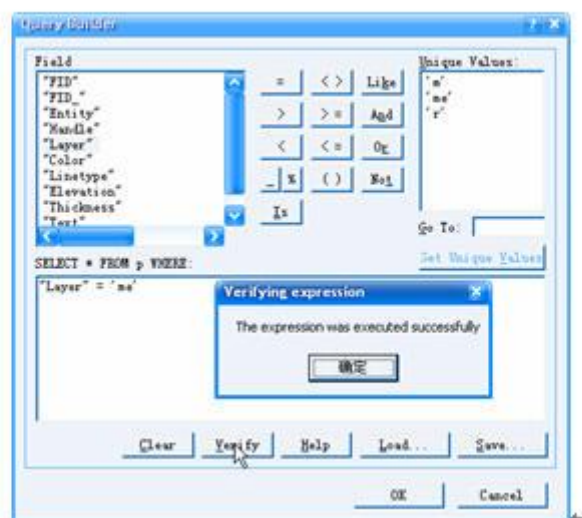 Query Builder
Field
Unique Values:
"FID"
"FID_"
"Entity"
"Handle"
"Layer"
"Color"
"Linetype"
"Elevation"
"Thickness"
"Text"
= < > Like
> > = And
< < = Or
_ % ( ) Not
Is
'm'
'me'
'r'
Go To:
Get Unique Values
SELECT * FROM p WHERE:
"Layer" = 'me'
Verifying expression
The expression was executed successfully
确定
Clear Verify Help Load... Save...
OK Cancel